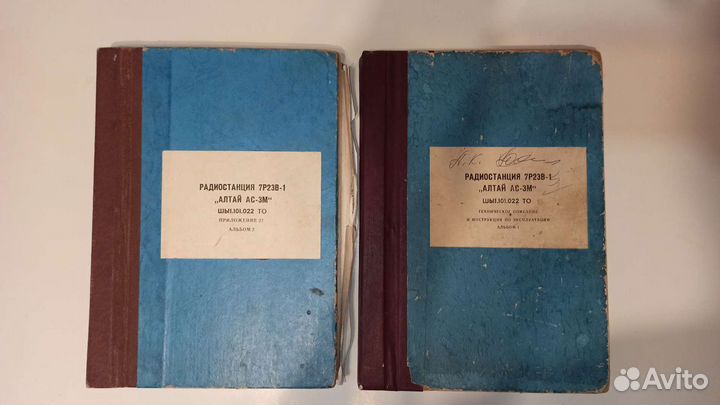 РАДИОСТАНЦИЯ 7Р23В-1
„АЛТАЙ АС-3М"
ШЫ1.101.022 ТО
ПРИЛОЖЕНИЕ 27
АЛЬБОМ 2
П.К.
РАДИОСТАНЦИЯ 7Р23В-1
„АЛТАЙ АС-3М"
ШЫ1.101.022 ТО
ТЕХНИЧЕСКОЕ ОПИСАНИЕ
И ИНСТРУКЦИЯ ПО ЭКСПЛУАТАЦИИ
АЛЬБОМ 1
Avito